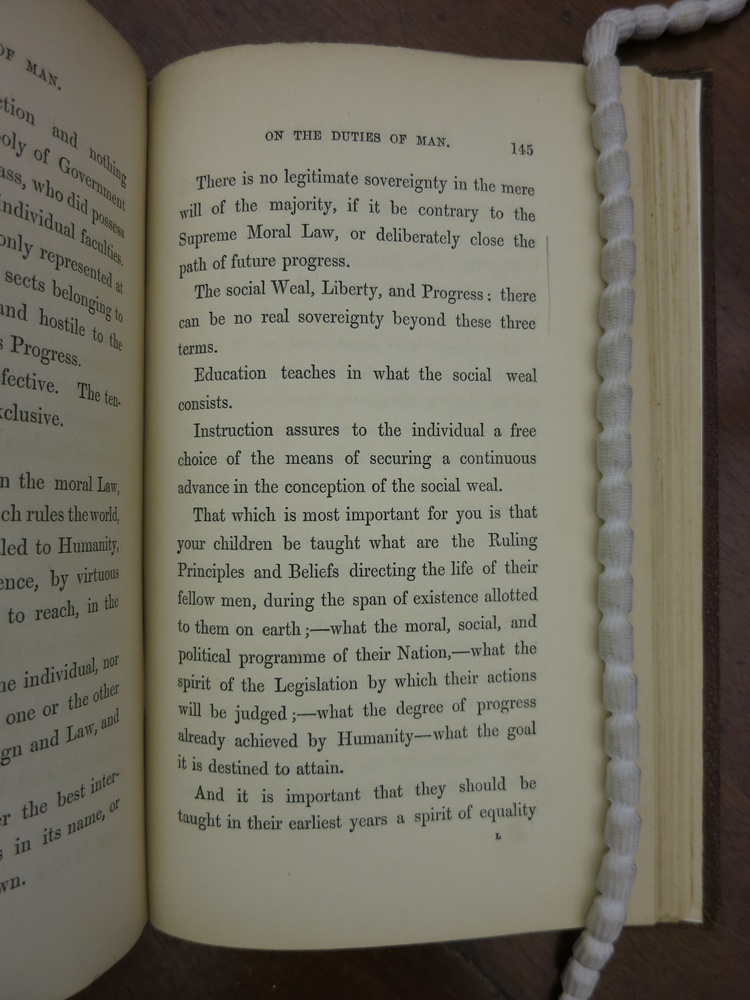 OF MAN.
and nothing
of Government
who did possess
individual faculties.
only represented at
sects belonging to
and hostile to the
Progress.
The ten-
the moral Law,
rules the world,
to Humanity,
by virtuous
to reach, in the
individual, nor
one or the other
and Law, and
the best inter-
in its name, or
ON THE DUTIES OF MAN. 145
There is no legitimate sovereignty in the mere
will of the majority, if it be contrary to the
Supreme Moral Law, or deliberately close the
path of future progress.
The social Weal, Liberty, and Progress: there
can be no real sovereignty beyond these three
terms.
Education teaches in what the social weal
consists.
Instruction assures to the individual a free
choice of the means of securing a continuous
advance in the conception of the social weal.
That which is most important for you is that
your children be taught what are the Ruling
Principles and Beliefs directing the life of their
fellow men, during the span of existence allotted
to them on earth;—what the moral, social, and
political programme of their Nation,—what the
spirit of the Legislation by which their actions
will be judged;—what the degree of progress
already achieved by Humanity—what the goal
it is destined to attain.
And it is important that they should be
taught in their earliest years a spirit of equality
L